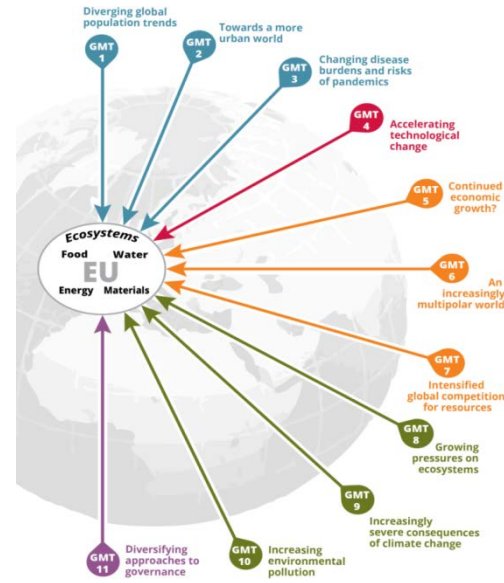 Diverging global
population trends
GMT
1
Towards a more
urban world
GMT
2
Changing disease
burdens and risks
of pandemics
GMT
3
Accelerating
technological
change
GMT
4
Continued
economic
growth?
GMT
5
An
increasingly
multipolar world
GMT
6
Intensified
global competition
for resources
GMT
7
Growing
pressures on
ecosystems
GMT
8
Increasingly
severe consequences
of climate change
GMT
9
Increasing
environmental
pollution
GMT
10
Diversifying
approaches to
governance
GMT
11
Ecosystems
Food Water
EU
Energy Materials